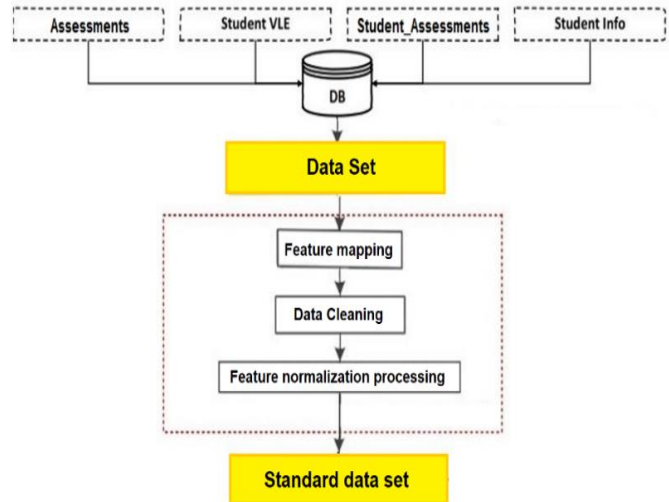 Assessments
Student VLE
Student_Assessments
Student Info
DB
Data Set
Feature mapping
Data Cleaning
Feature normalization processing
Standard data set